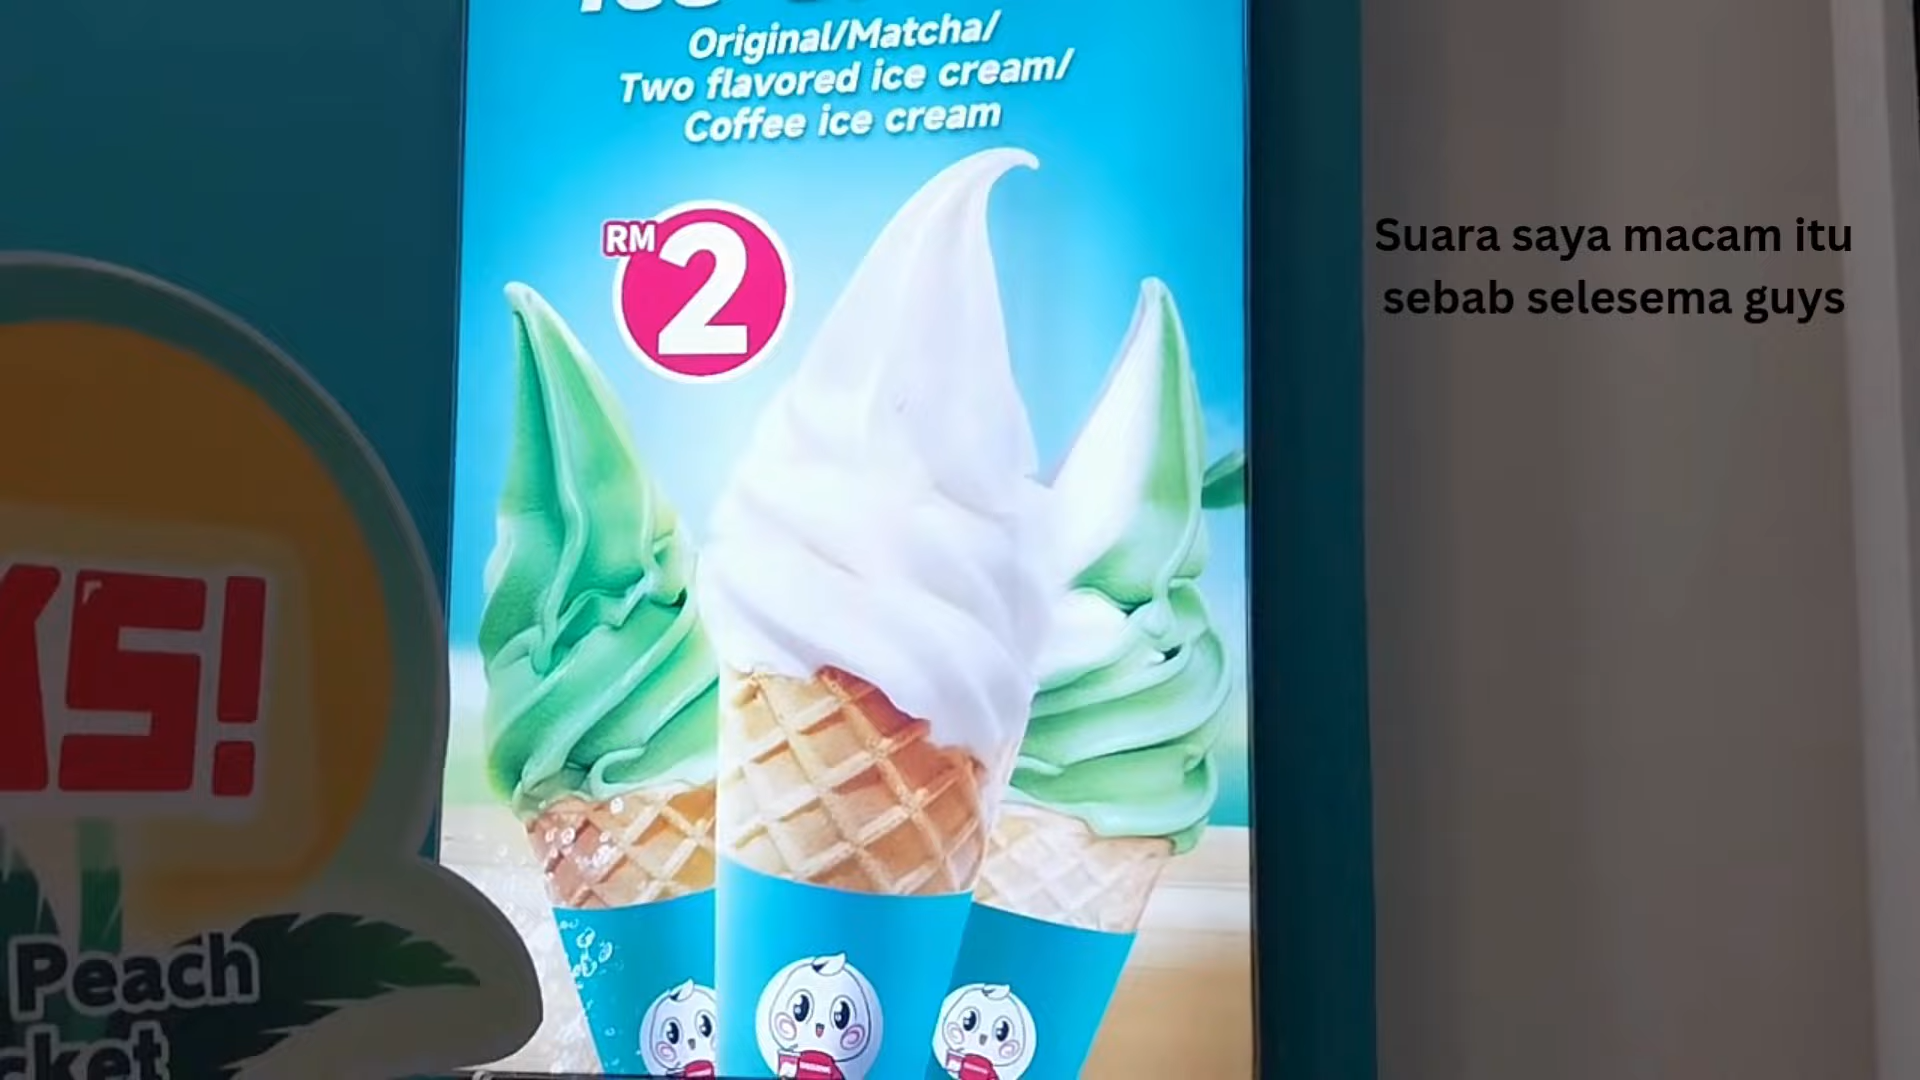 Original/Matcha/
Two flavored ice cream/
Coffee ice cream
RM
2
Suara saya macam itu
sebab selesema guys
S!
Peach